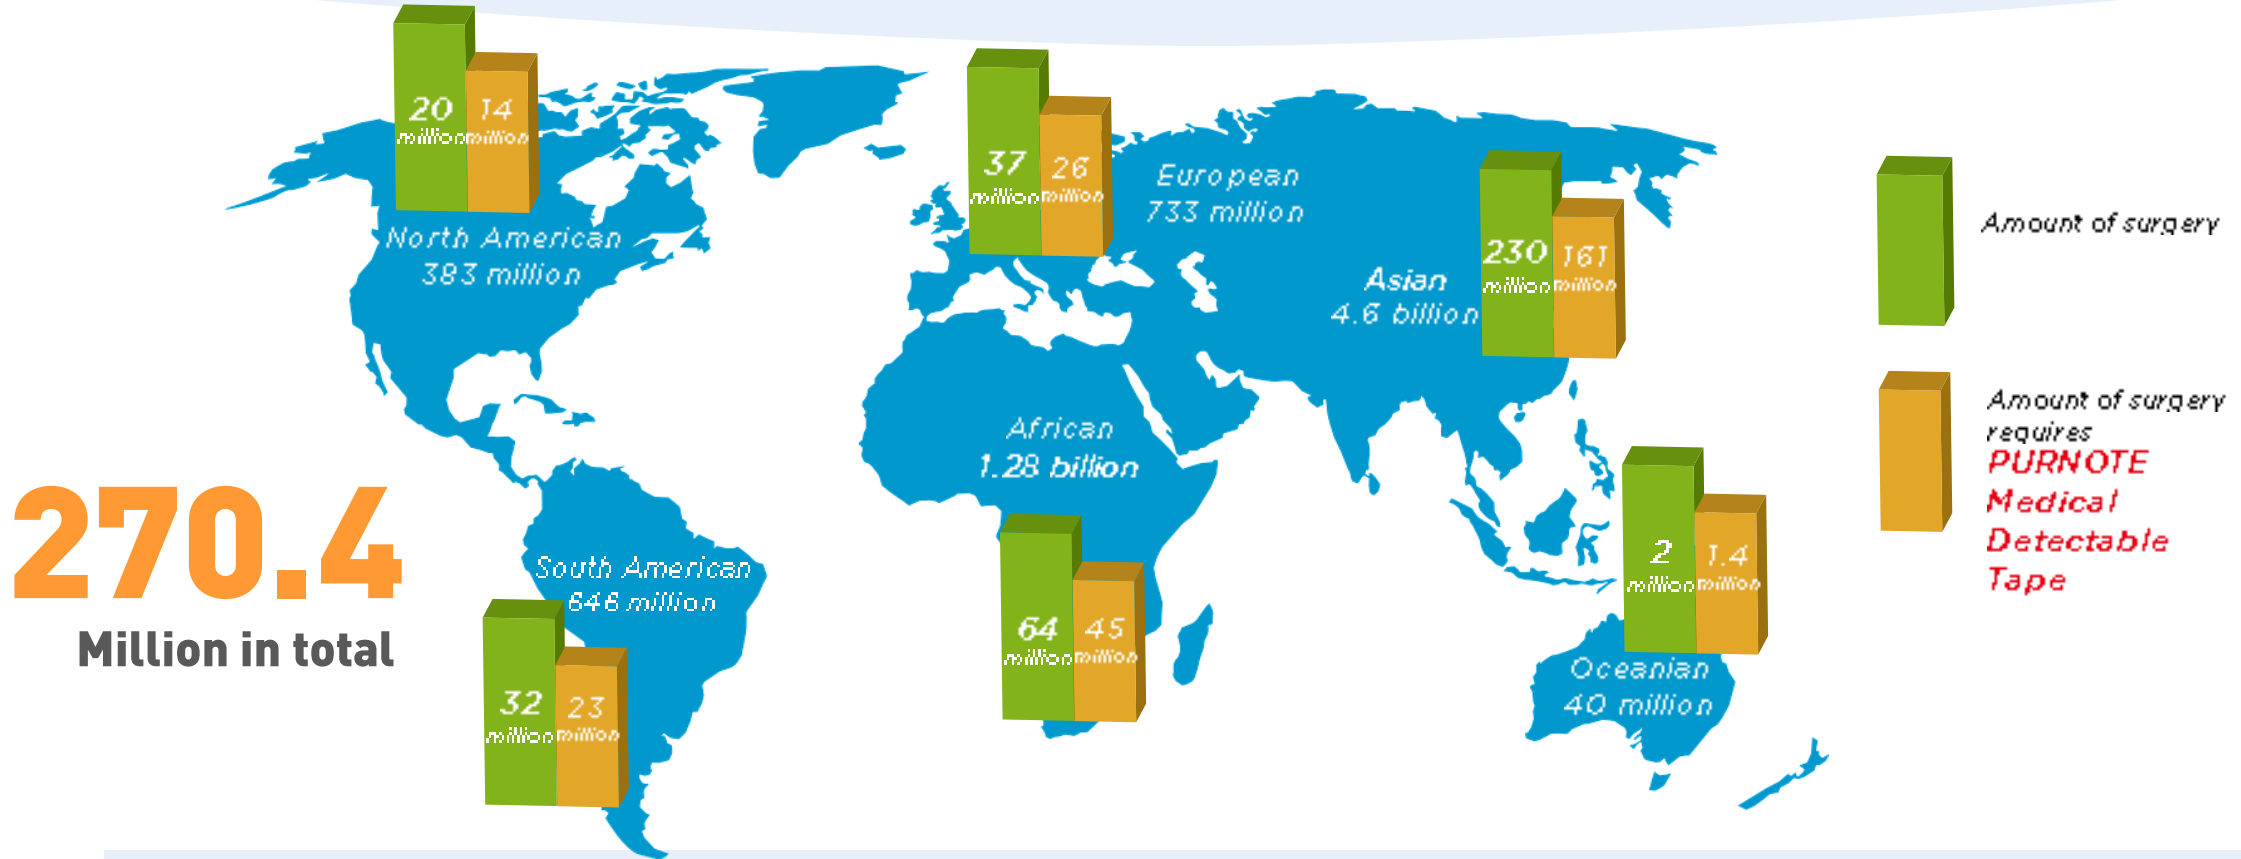 20
million
14
million
North American
383 million
37
million
26
million
European
733 million
Asian
4.6 billion
230
million
161
million
Amount of surgery
Amount of surgery
requires
PURNOTE
Medical
Detectable
Tape
African
1.28 billion
270.4
Million in total
South American
646 million
32
million
23
million
64
million
45
million
2
million
1.4
million
Oceanian
40 million